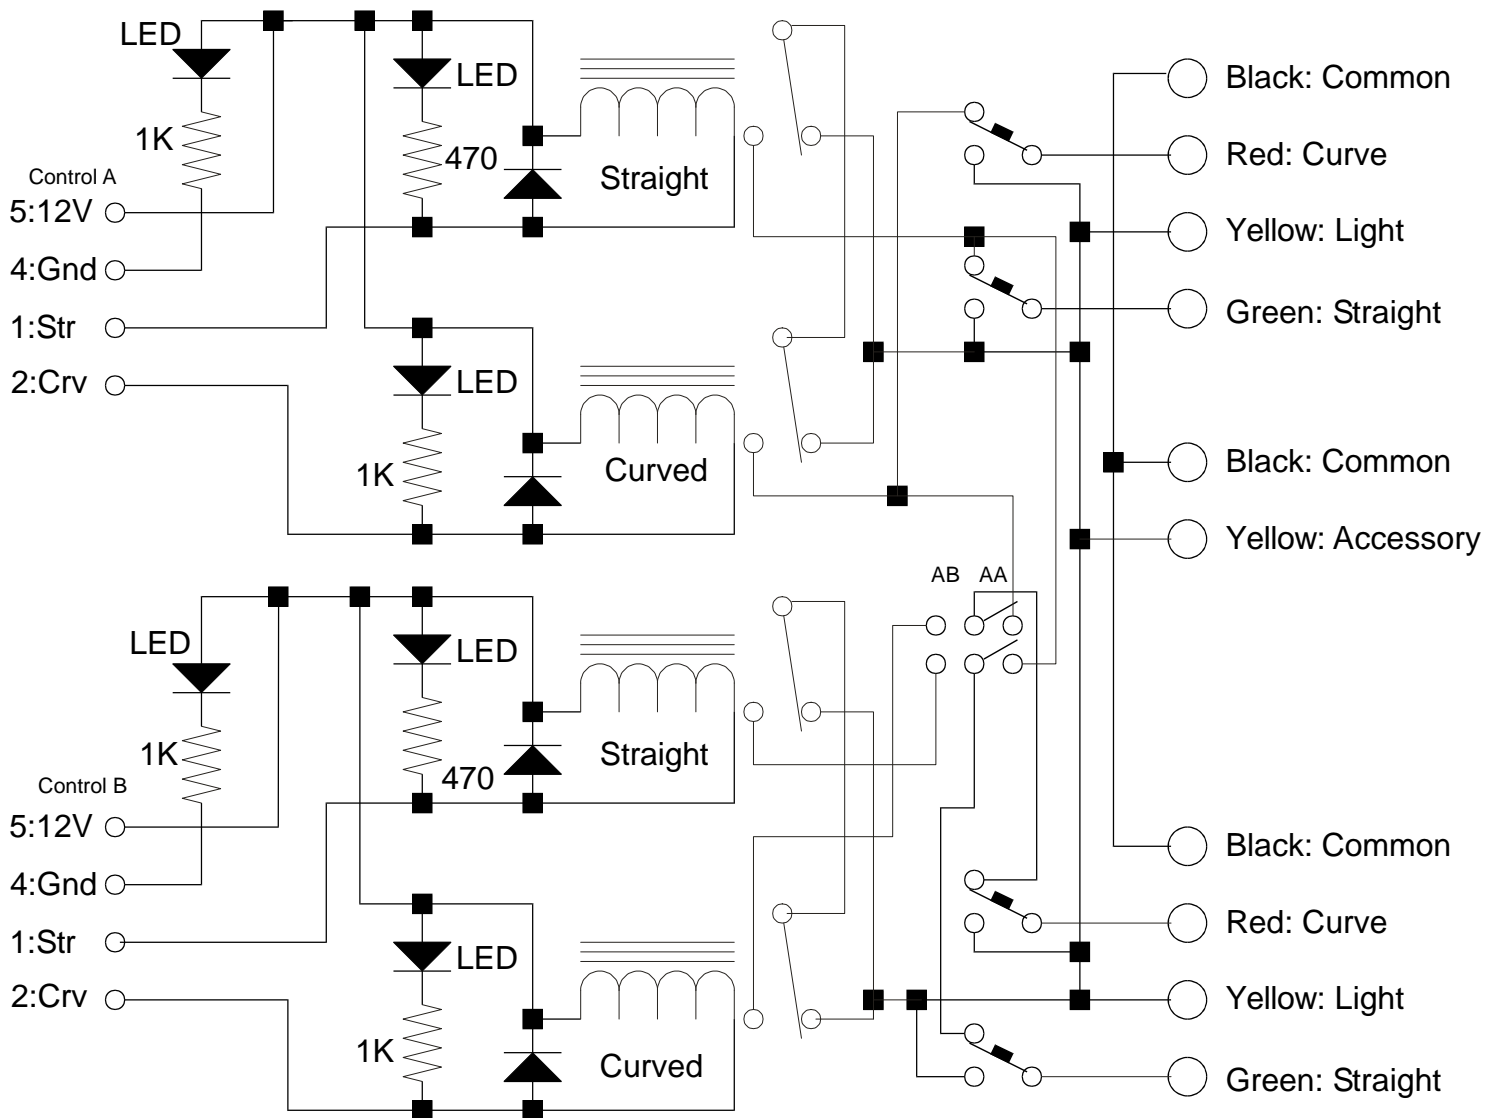 LED
LED
1K
470
Straight
Control A
5:12V
4:Gnd
1:Str
2:Crv
LED
1K
Curved
Black: Common
Red: Curve
Yellow: Light
Green: Straight
Black: Common
Yellow: Accessory
AB AA
LED
LED
1K
470
Straight
Control B
5:12V
4:Gnd
1:Str
2:Crv
LED
1K
Curved
Black: Common
Red: Curve
Yellow: Light
Green: Straight